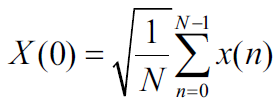 X(0) = √(1/N) ∑_{n=0}^{N−1} x(n)